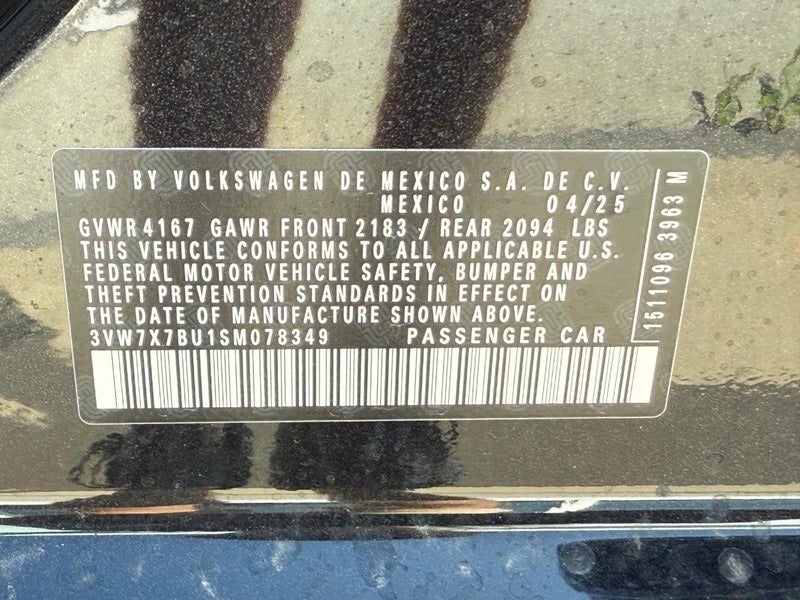 MFD BY VOLKSWAGEN DE MEXICO S.A. DE C.V.
MEXICO 04/25
GVWR 4167 GAWR FRONT 2183 / REAR 2094 LBS
THIS VEHICLE CONFORMS TO ALL APPLICABLE U.S.
FEDERAL MOTOR VEHICLE SAFETY, BUMPER AND
THEFT PREVENTION STANDARDS IN EFFECT ON
THE DATE OF MANUFACTURE SHOWN ABOVE.
3VW7X7BU1SM078349 PASSENGER CAR
1511096 3963 M